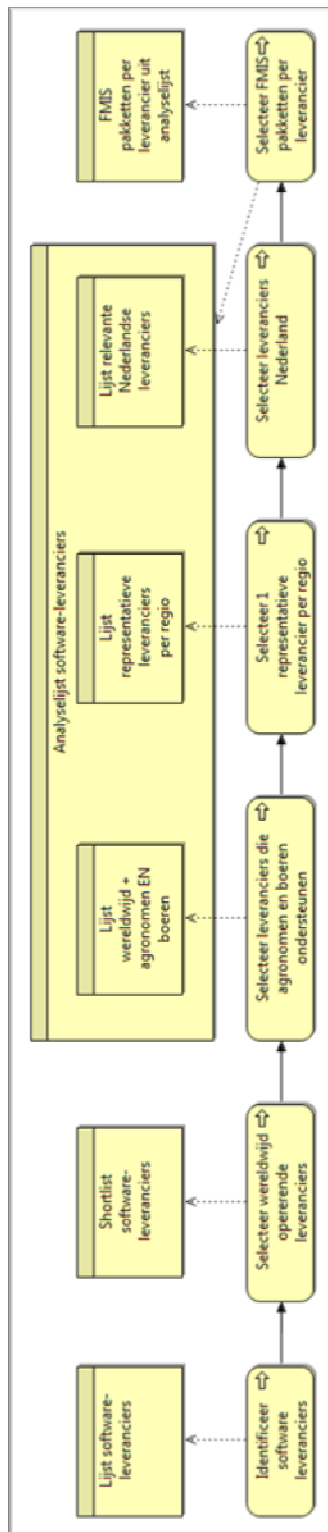 Lijst software-
leveranciers
Shortlist
software-
leveranciers
Analyselijst software-leveranciers
Lijst
wereldwijd +
agronomen EN
boeren
Lijst
representatieve
leveranciers
per regio
Lijst relevante
Nederlandse
leveranciers
FMIS
pakketten per
leverancier uit
analyselijst
Identificeer
software
leveranciers
Selecteer wereldwijd
opererende
leveranciers
Selecteer leveranciers die
agronomen en boeren
ondersteunen
Selecteer 1
representatieve
leverancier per regio
Selecteer leveranciers
Nederland
Selecteer FMIS
pakketten per
leverancier